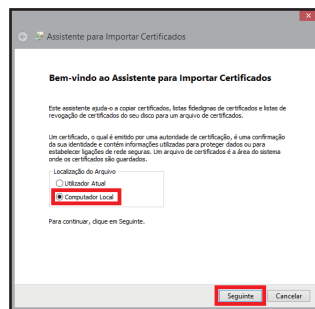 Assistente para Importar Certificados
Bem-vindo ao Assistente para Importar Certificados
Este assistente ajuda-o a copiar certificados, listas fidedignas de certificados e listas de
revogação de certificados do seu disco para um arquivo de certificados.
Um certificado, o qual é emitido por uma autoridade de certificação, é uma confirmação
da sua identidade e contém informações utilizadas para proteger dados ou para
estabelecer ligações de rede seguras. Um arquivo de certificados é a área do sistema
onde os certificados são guardados.
Localização do Arquivo
Utilizador Atual
Computador Local
Para continuar, clique em Seguinte.
Seguinte Cancelar